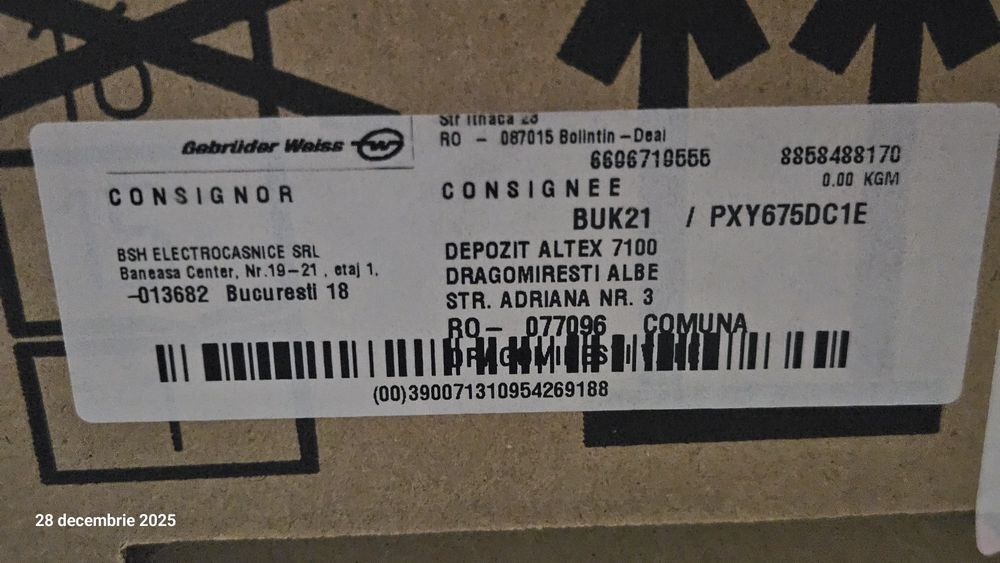 Gebrüder Weiss
Str Ithaca 23
RO - 087015 Bolintin-Deal
6696719555 8858488170
0.00 KGM
CONSIGNOR
CONSIGNEE
BUK21 / PXY675DC1E
BSH ELECTROCASNICE SRL
Baneasa Center, Nr.19-21 , etaj 1,
-013682 Bucuresti 18
DEPOZIT ALTEX 7100
DRAGOMIRESTI ALBE
STR. ADRIANA NR. 3
RO- 077096 COMUNA
(00)390071310954269188
28 decembrie 2025